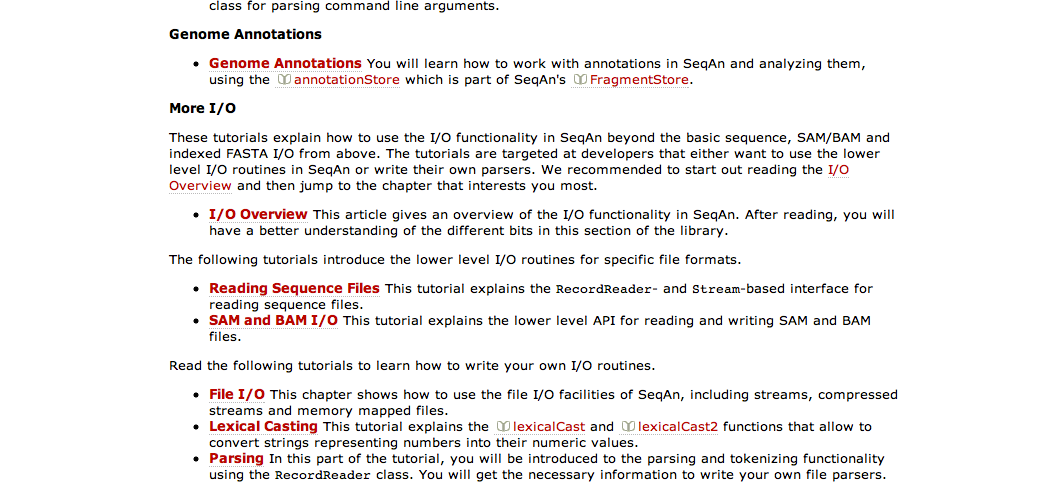 class for parsing command line arguments.
Genome Annotations
• Genome Annotations You will learn how to work with annotations in SeqAn and analyzing them,
using the annotationStore which is part of SeqAn's FragmentStore.
More I/O
These tutorials explain how to use the I/O functionality in SeqAn beyond the basic sequence, SAM/BAM and
indexed FASTA I/O from above. The tutorials are targeted at developers that either want to use the lower
level I/O routines in SeqAn or write their own parsers. We recommended to start out reading the I/O
Overview and then jump to the chapter that interests you most.
• I/O Overview This article gives an overview of the I/O functionality in SeqAn. After reading, you will
have a better understanding of the different bits in this section of the library.
The following tutorials introduce the lower level I/O routines for specific file formats.
• Reading Sequence Files This tutorial explains the RecordReader- and Stream-based interface for
reading sequence files.
• SAM and BAM I/O This tutorial explains the lower level API for reading and writing SAM and BAM
files.
Read the following tutorials to learn how to write your own I/O routines.
• File I/O This chapter shows how to use the file I/O facilities of SeqAn, including streams, compressed
streams and memory mapped files.
• Lexical Casting This tutorial explains the lexicalCast and lexicalCast2 functions that allow to
convert strings representing numbers into their numeric values.
• Parsing In this part of the tutorial, you will be introduced to the parsing and tokenizing functionality
using the RecordReader class. You will get the necessary information to write your own file parsers.